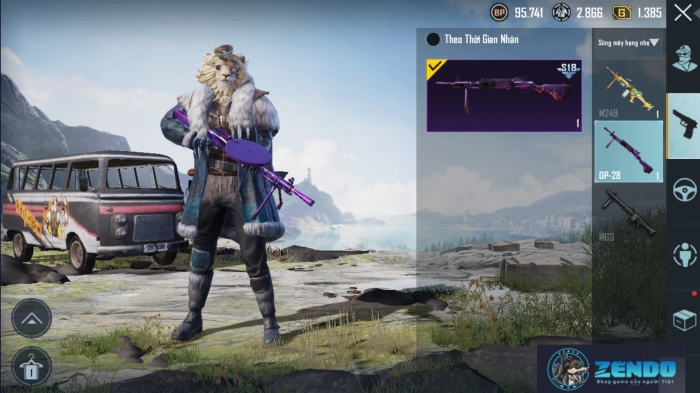 BP 95.741 2.866 G 1.385
Theo Thời Gian Nhận
Súng máy hạng nhẹ
S18
1
M249
1
DP-28
1
MG3
ZENDO
Shop game của người Việt